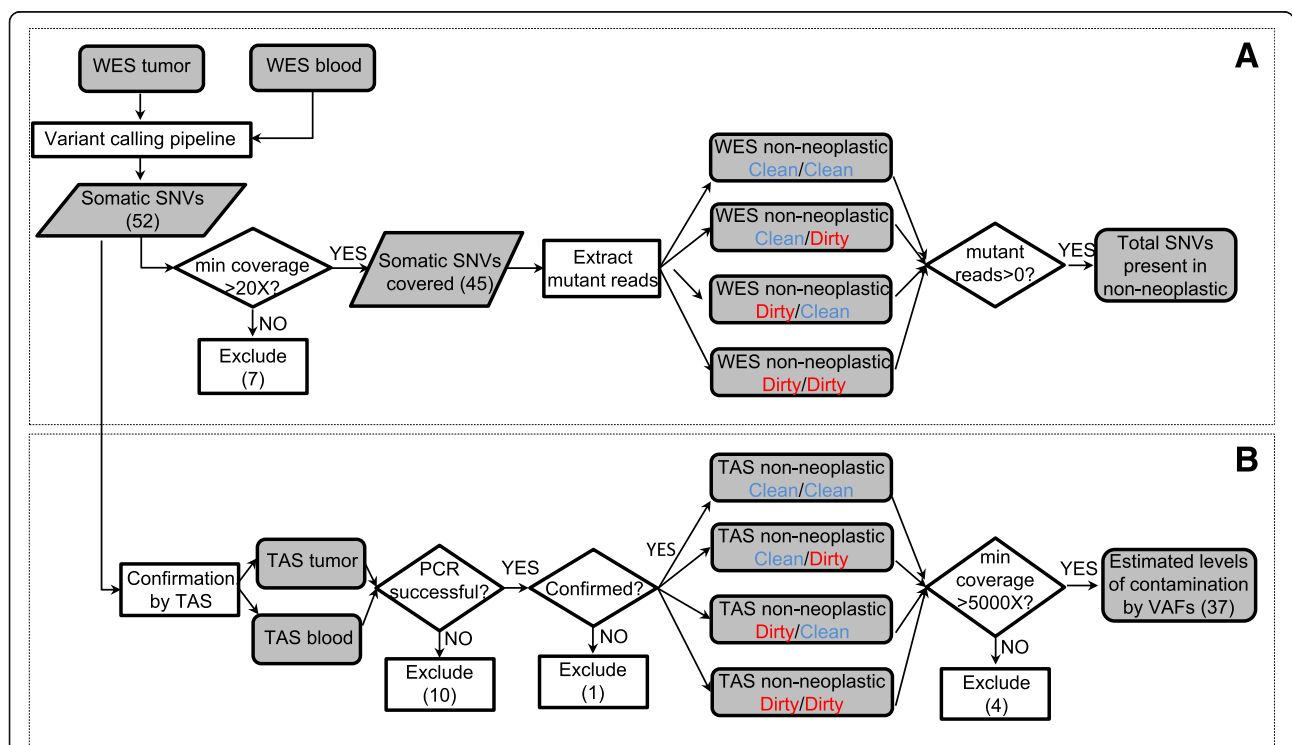 A
WES tumor
WES blood
Variant calling pipeline
Somatic SNVs
(52)
min coverage
>20X?
YES
NO
Exclude
(7)
Somatic SNVs
covered (45)
Extract
mutant reads
WES non-neoplastic
Clean/Clean
WES non-neoplastic
Clean/Dirty
WES non-neoplastic
Dirty/Clean
WES non-neoplastic
Dirty/Dirty
mutant
reads>0?
YES
Total SNVs
present in
non-neoplastic
B
Confirmation
by TAS
TAS tumor
TAS blood
PCR
successful?
YES
NO
Exclude
(10)
Confirmed?
YES
NO
Exclude
(1)
TAS non-neoplastic
Clean/Clean
TAS non-neoplastic
Clean/Dirty
TAS non-neoplastic
Dirty/Clean
TAS non-neoplastic
Dirty/Dirty
min
coverage
>5000X?
YES
NO
Exclude
(4)
Estimated levels
of contamination
by VAFs (37)